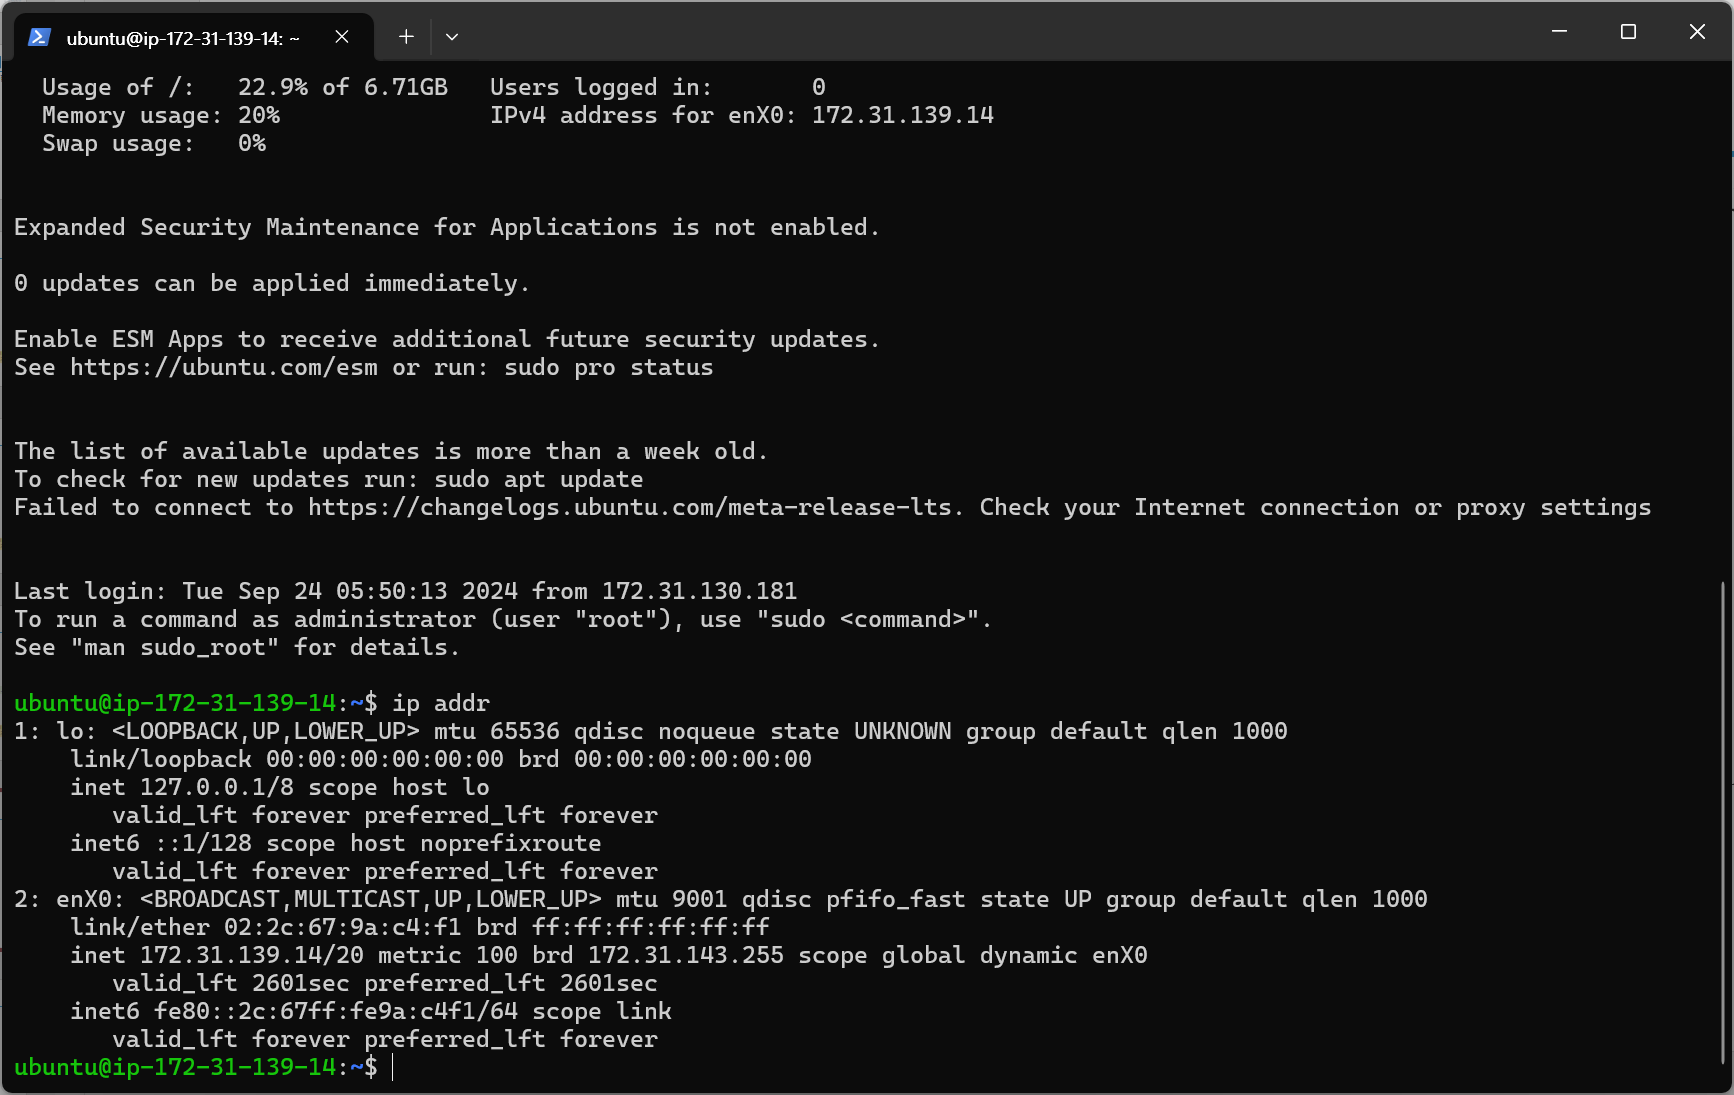 ubuntu@ip-172-31-139-14: ~
Usage of /:   22.9% of 6.71GB   Users logged in:       0
Memory usage: 20%               IPv4 address for enX0: 172.31.139.14
Swap usage:   0%
Expanded Security Maintenance for Applications is not enabled.
0 updates can be applied immediately.
Enable ESM Apps to receive additional future security updates.
See https://ubuntu.com/esm or run: sudo pro status
The list of available updates is more than a week old.
To check for new updates run: sudo apt update
Failed to connect to https://changelogs.ubuntu.com/meta-release-lts. Check your Internet connection or proxy settings
Last login: Tue Sep 24 05:50:13 2024 from 172.31.130.181
To run a command as administrator (user "root"), use "sudo <command>".
See "man sudo_root" for details.
ubuntu@ip-172-31-139-14:~$ ip addr
1: lo: <LOOPBACK,UP,LOWER_UP> mtu 65536 qdisc noqueue state UNKNOWN group default qlen 1000
    link/loopback 00:00:00:00:00:00 brd 00:00:00:00:00:00
    inet 127.0.0.1/8 scope host lo
       valid_lft forever preferred_lft forever
    inet6 ::1/128 scope host noprefixroute
       valid_lft forever preferred_lft forever
2: enX0: <BROADCAST,MULTICAST,UP,LOWER_UP> mtu 9001 qdisc pfifo_fast state UP group default qlen 1000
    link/ether 02:2c:67:9a:c4:f1 brd ff:ff:ff:ff:ff:ff
    inet 172.31.139.14/20 metric 100 brd 172.31.143.255 scope global dynamic enX0
       valid_lft 2601sec preferred_lft 2601sec
    inet6 fe80::2c:67ff:fe9a:c4f1/64 scope link
       valid_lft forever preferred_lft forever
ubuntu@ip-172-31-139-14:~$